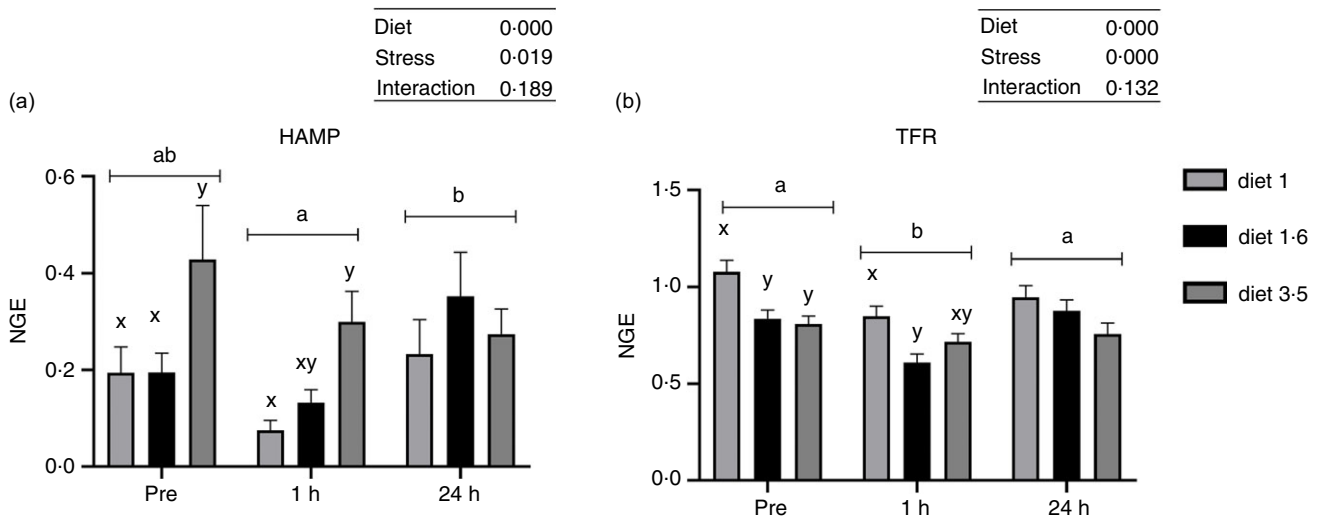 Diet 0·000
Stress 0·019
Interaction 0·189
(a)
HAMP
ab
y
a
b
x
x
x
xy
y
NGE
0·6
0·4
0·2
0·0
Pre
1 h
24 h
Diet 0·000
Stress 0·000
Interaction 0·132
(b)
TFR
a
x
y
y
b
x
y
xy
a
NGE
1·5
1·0
0·5
0·0
Pre
1 h
24 h
diet 1
diet 1·6
diet 3·5